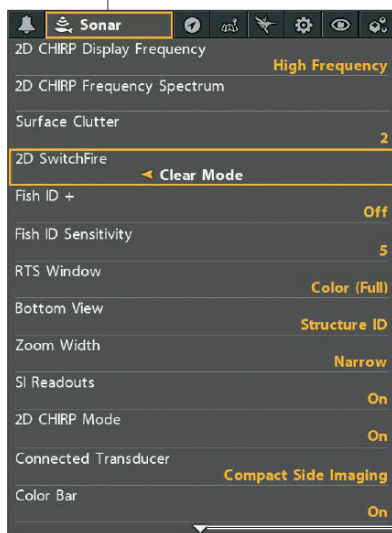 Sonar
2D CHIRP Display Frequency
High Frequency
2D CHIRP Frequency Spectrum
Surface Clutter
2
2D SwitchFire
Clear Mode
Fish ID +
Off
Fish ID Sensitivity
5
RTS Window
Color (Full)
Bottom View
Structure ID
Zoom Width
Narrow
SI Readouts
On
2D CHIRP Mode
On
Connected Transducer
Compact Side Imaging
Color Bar
On